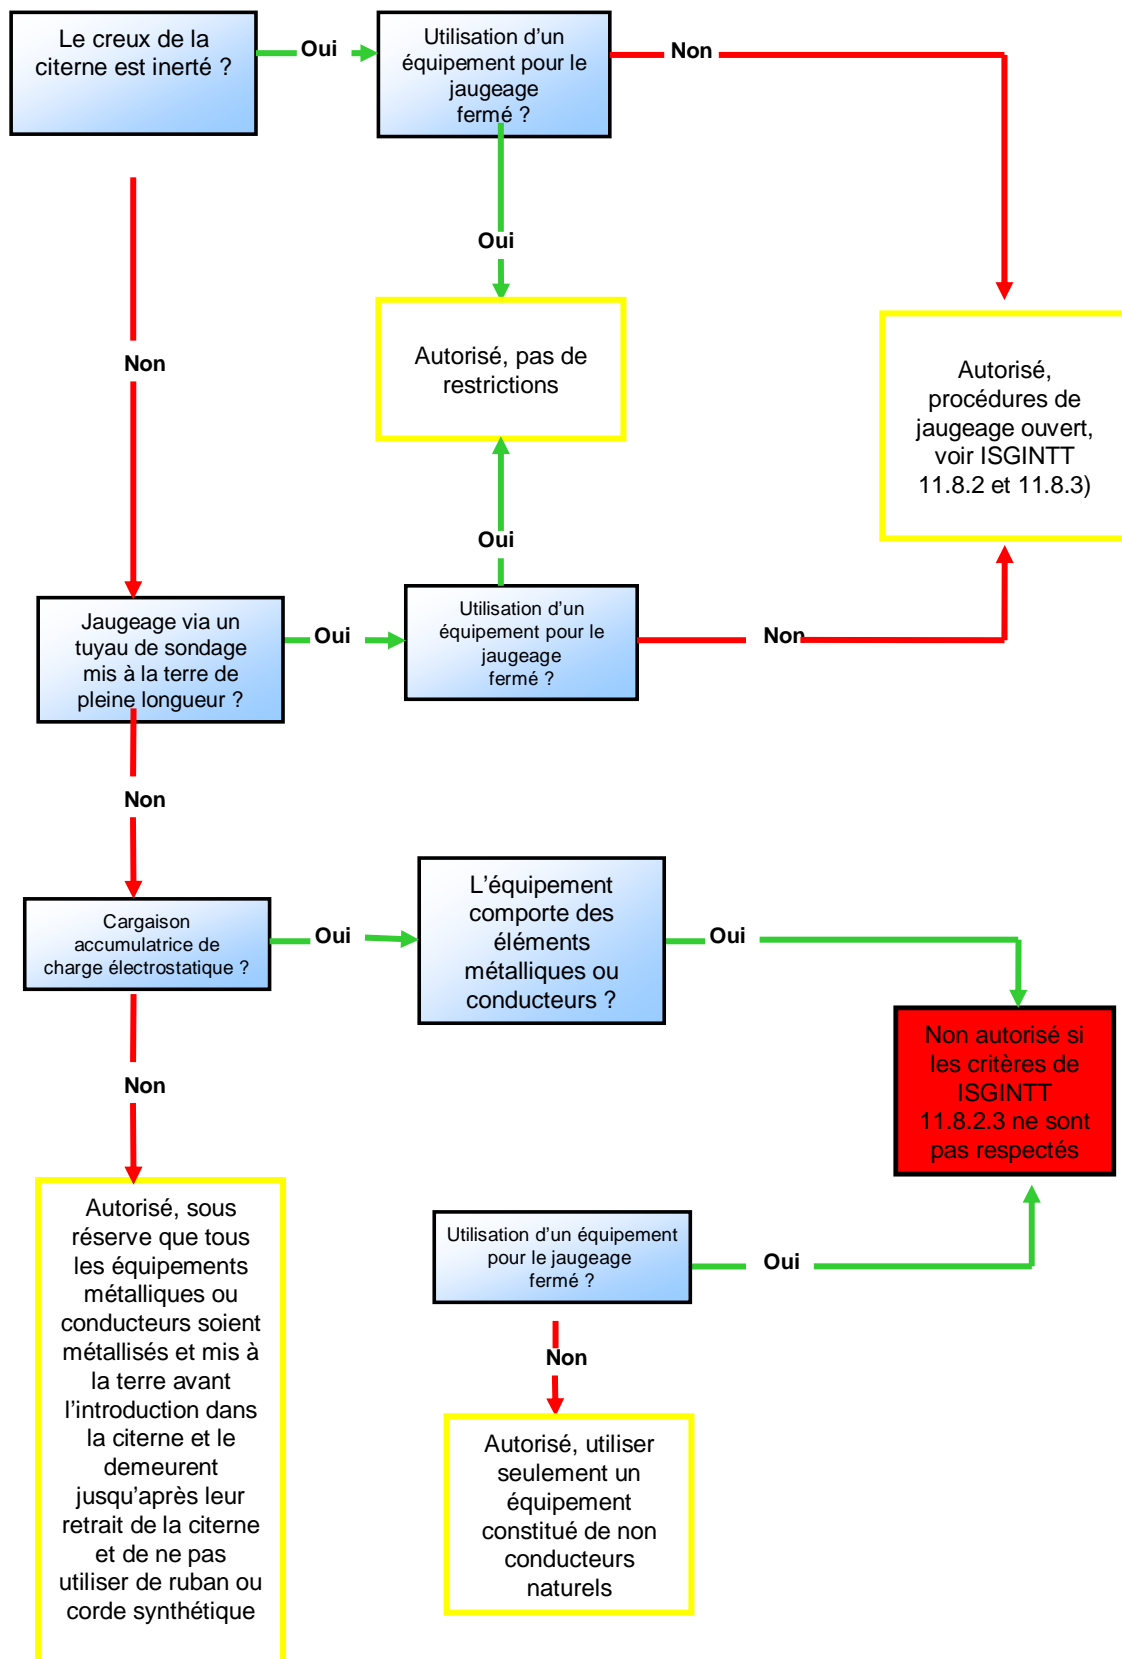 Le creux de la
citerne est inerté ?
Oui
Utilisation d'un
équipement pour le
jaugeage
fermé ?
Non
Oui
Non
Autorisé, pas de
restrictions
Autorisé,
procédures de
jaugeage ouvert,
voir ISGINTT
11.8.2 et 11.8.3)
Oui
Jaugeage via un
tuyau de sondage
mis à la terre de
pleine longueur ?
Oui
Utilisation d'un
équipement pour le
jaugeage
fermé ?
Non
Non
Cargaison
accumulatrice de
charge électrostatique ?
Oui
L'équipement
comporte des
éléments
métalliques ou
conducteurs ?
Oui
Non autorisé si
les critères de
ISGINTT
11.8.2.3 ne sont
pas respectés
Non
Autorisé, sous
réserve que tous
les équipements
métalliques ou
conducteurs soient
métallisés et mis à
la terre avant
l'introduction dans
la citerne et le
demeurent
jusqu'après leur
retrait de la citerne
et de ne pas
utiliser de ruban ou
corde synthétique
Utilisation d'un équipement
pour le jaugeage
fermé ?
Oui
Non
Autorisé, utiliser
seulement un
équipement
constitué de non
conducteurs
naturels